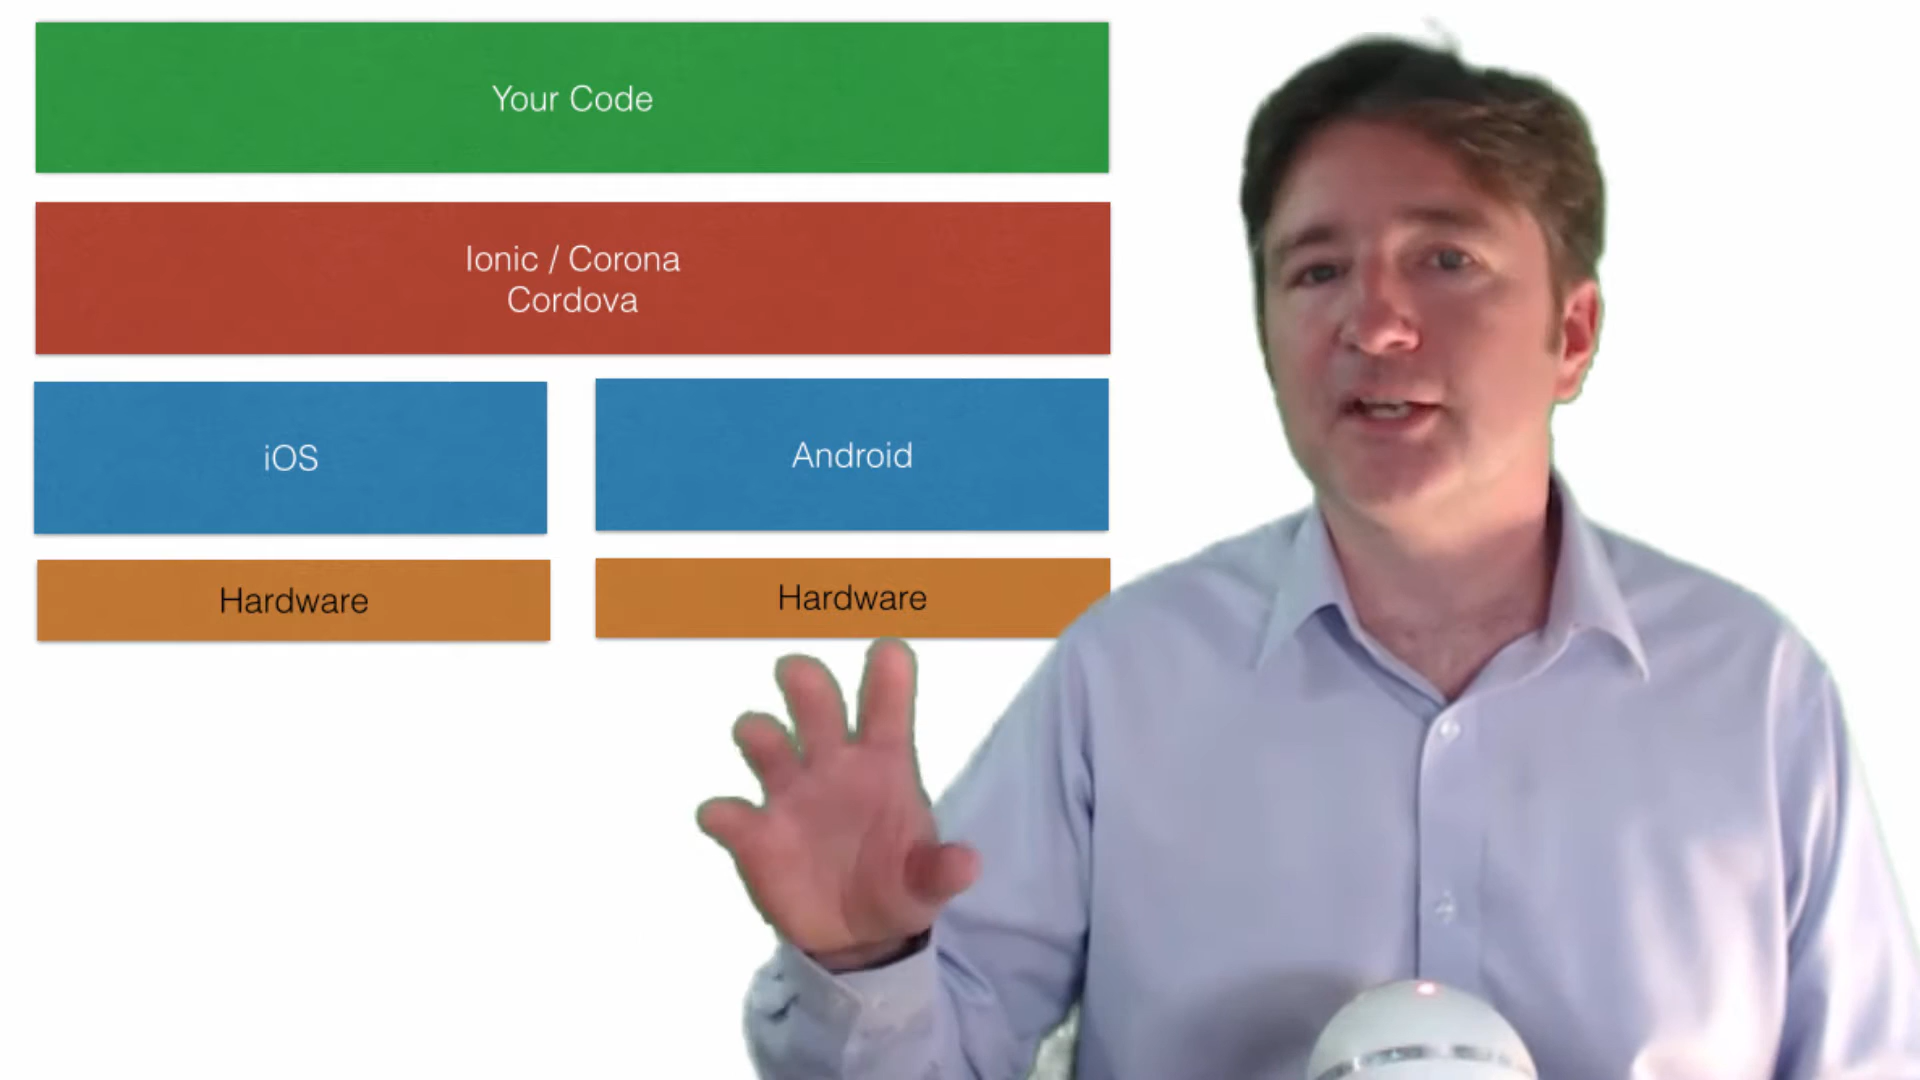 Your Code
Ionic / Corona
Cordova
iOS
Android
Hardware
Hardware